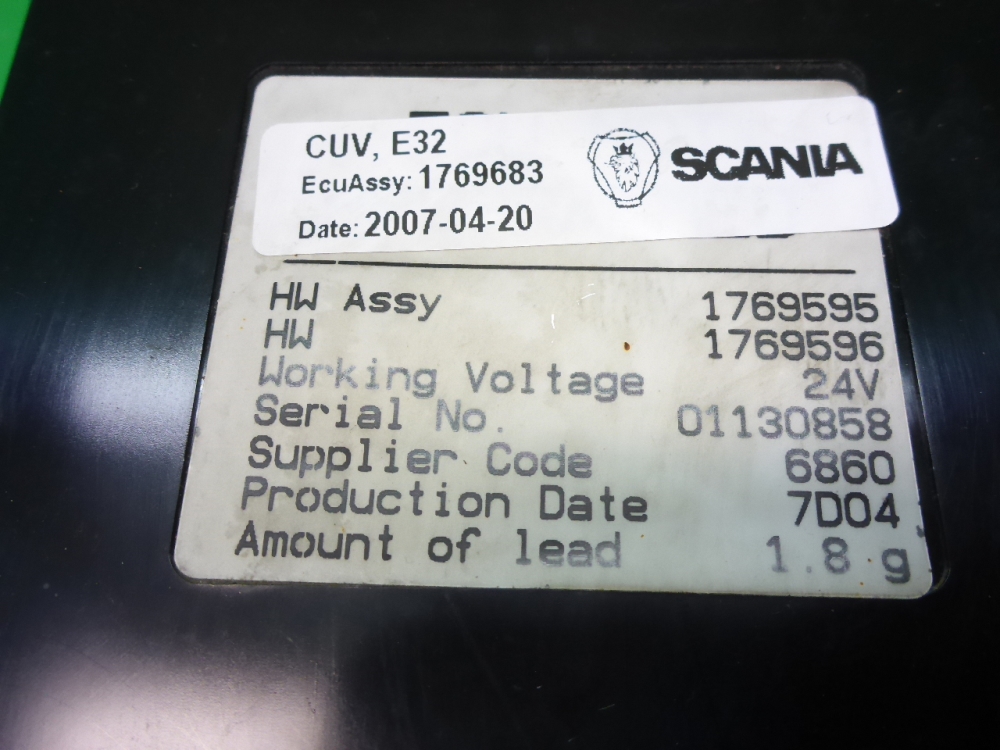 CUV, E32
EcuAssy: 1769683
Date: 2007-04-20
SCANIA
HW Assy 1769595
HW 1769596
Working Voltage 24V
Serial No. 01130858
Supplier Code 6860
Production Date 7D04
Amount of lead 1.8 g